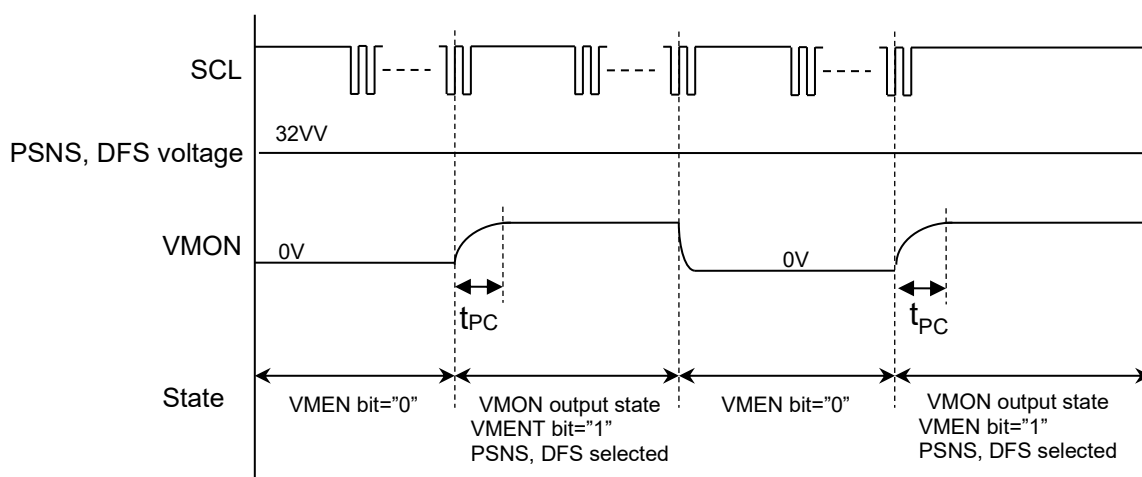 SCL
32VV
PSNS, DFS voltage
VMON
0V
0V
tPC
tPC
State
VMEN bit=”0”
VMON output state
VMENT bit=”1”
PSNS, DFS selected
VMEN bit=”0”
VMON output state
VMEN bit=”1”
PSNS, DFS selected